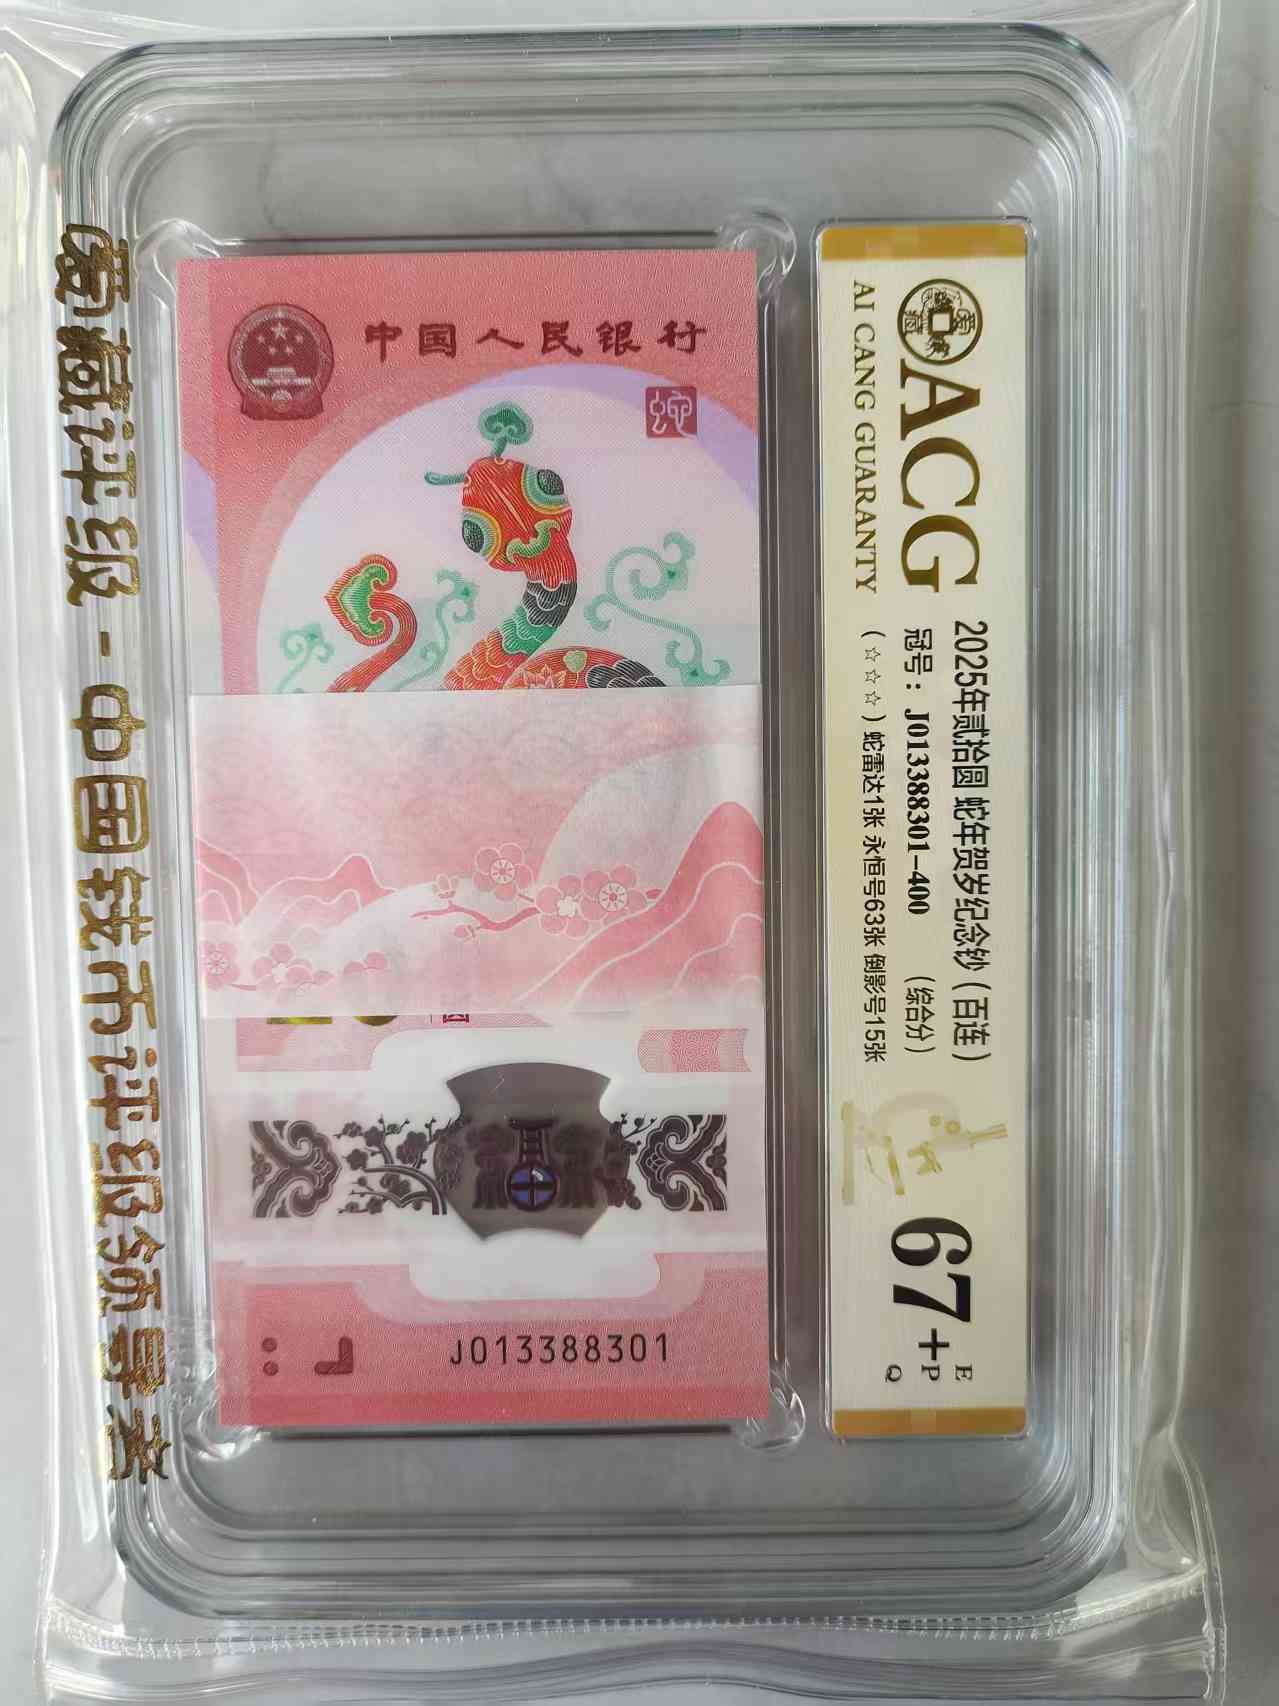 中国人民银行
蛇
J013388301
爱藏评级-中国钱币评级领导者
ACG
AI CANG GUARANTY
2025年贰拾圆 蛇年贺岁纪念钞（百连）
冠号：J013388301-400 （综合分）
（☆☆☆）蛇雷达1张 永恒号63张 倒影号15张
67+
E
P
Q